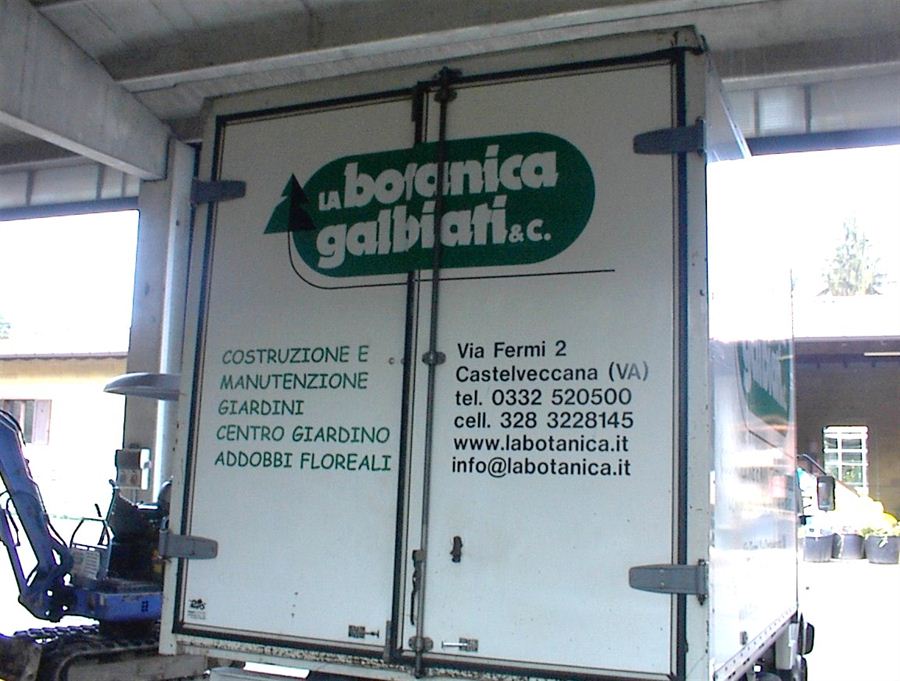 LA botanica
galbiati & C.
COSTRUZIONE E
MANUTENZIONE
GIARDINI
CENTRO GIARDINO
ADDOBBI FLOREALI
Via Fermi 2
Castelveccana (VA)
tel. 0332 520500
cell. 328 3228145
www.labotanica.it
info@labotanica.it